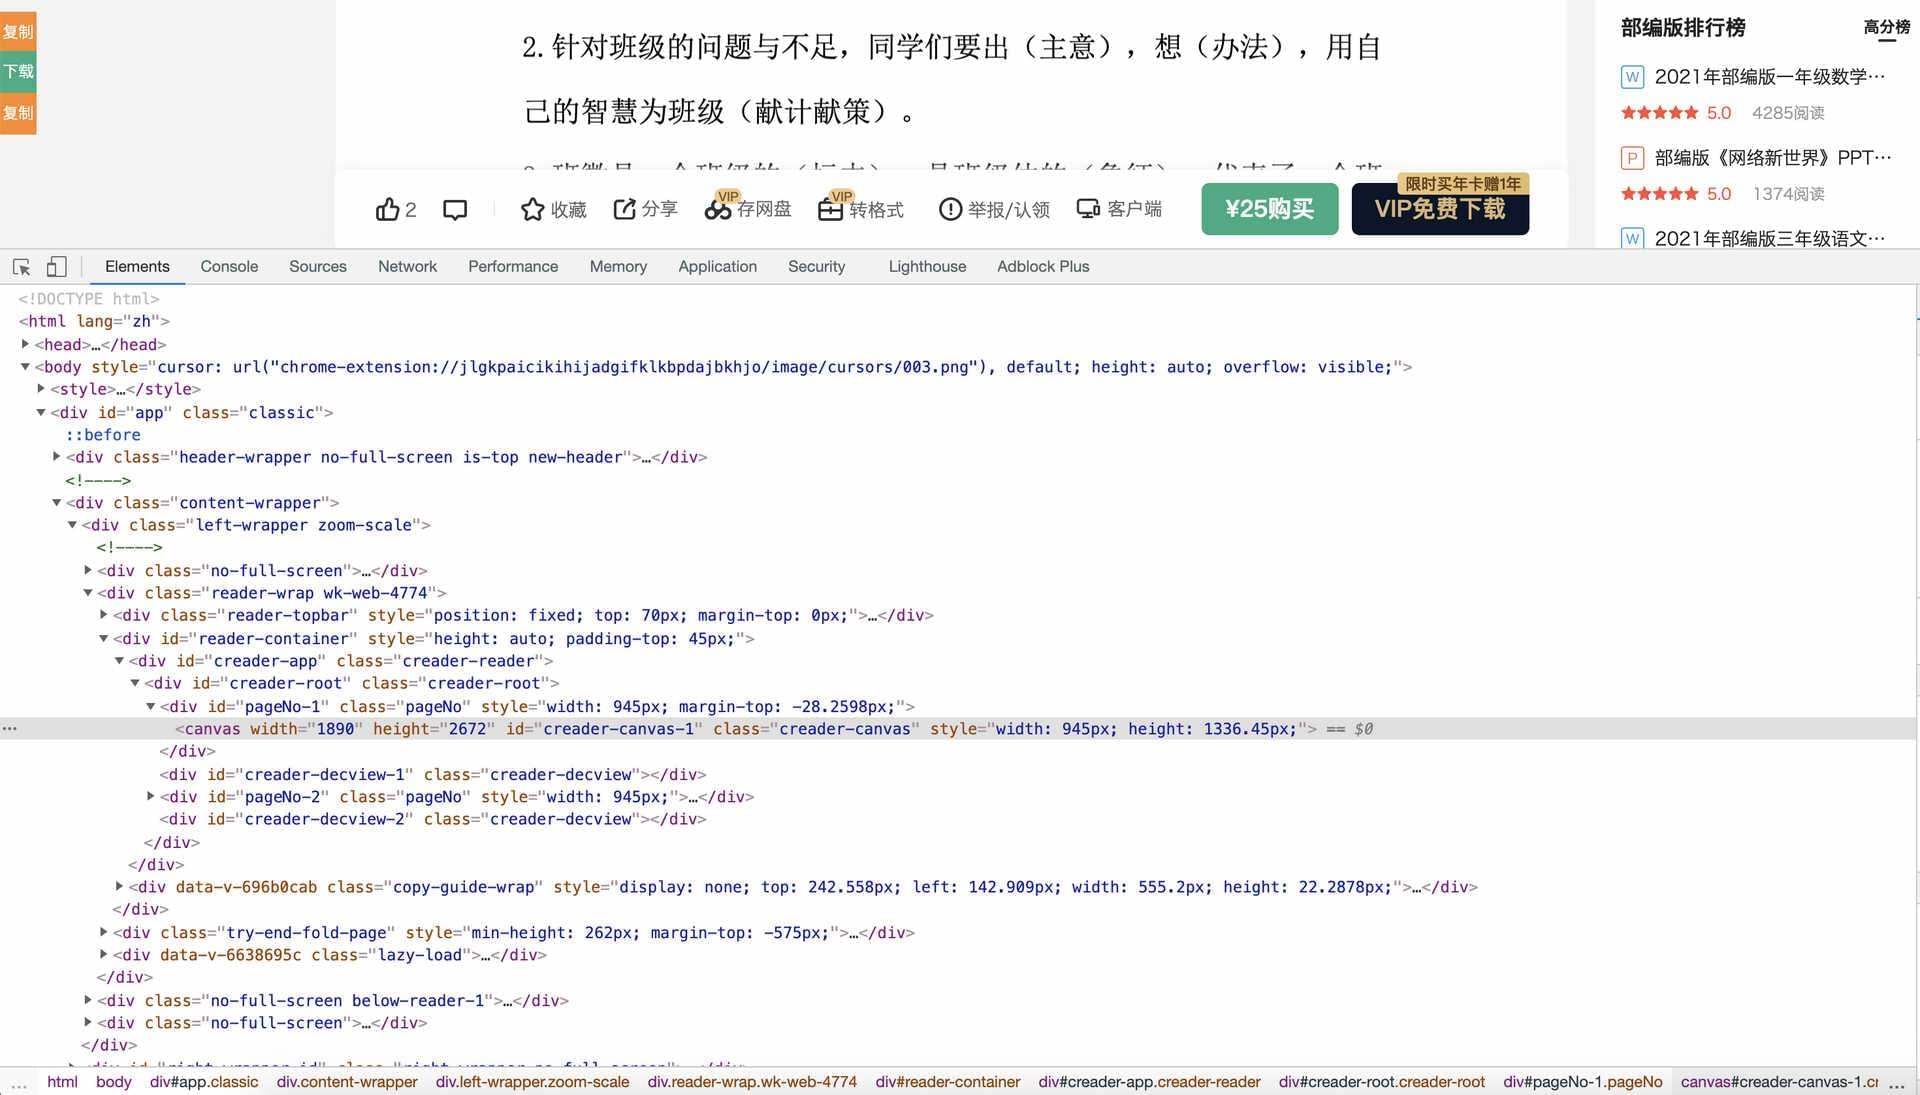 复制
下载
复制
2. 针对班级的问题与不足，同学们要出（主意），想（办法），用自
己的智慧为班级（献计献策）。
部编版排行榜
高分榜
W 2021年部编版一年级数学…
5.0 4285阅读
P 部编版《网络新世界》PPT…
5.0 1374阅读
W 2021年部编版三年级语文…
2
收藏
分享
VIP
存网盘
VIP
转格式
举报/认领
客户端
¥25购买
限时买年卡赠1年
VIP免费下载
Elements Console Sources Network Performance Memory Application Security Lighthouse Adblock Plus
<!DOCTYPE html>
<html lang="zh">
<head>…</head>
<body style="cursor: url("chrome-extension://jlgkpaicikihijadgifklkbpdajbkhjo/image/cursors/003.png"), default; height: auto; overflow: visible;">
<style>…</style>
<div id="app" class="classic">
::before
<div class="header-wrapper no-full-screen is-top new-header">…</div>
<!---->
<div class="content-wrapper">
<div class="left-wrapper zoom-scale">
<!---->
<div class="no-full-screen">…</div>
<div class="reader-wrap wk-web-4774">
<div class="reader-topbar" style="position: fixed; top: 70px; margin-top: 0px;">…</div>
<div id="reader-container" style="height: auto; padding-top: 45px;">
<div id="creader-app" class="creader-reader">
<div id="creader-root" class="creader-root">
<div id="pageNo-1" class="pageNo" style="width: 945px; margin-top: -28.2598px;">
… <canvas width="1890" height="2672" id="creader-canvas-1" class="creader-canvas" style="width: 945px; height: 1336.45px;"> == $0
</div>
<div id="creader-decview-1" class="creader-decview"></div>
<div id="pageNo-2" class="pageNo" style="width: 945px;">…</div>
<div id="creader-decview-2" class="creader-decview"></div>
</div>
</div>
<div data-v-696b0cab class="copy-guide-wrap" style="display: none; top: 242.558px; left: 142.909px; width: 555.2px; height: 22.2878px;">…</div>
</div>
<div class="try-end-fold-page" style="min-height: 262px; margin-top: -575px;">…</div>
<div data-v-6638695c class="lazy-load">…</div>
</div>
<div class="no-full-screen below-reader-1">…</div>
<div class="no-full-screen">…</div>
</div>
… html body div#app.classic div.content-wrapper div.left-wrapper.zoom-scale div.reader-wrap.wk-web-4774 div#reader-container div#creader-app.creader-reader div#creader-root.creader-root div#pageNo-1.pageNo canvas#creader-canvas-1.cr …